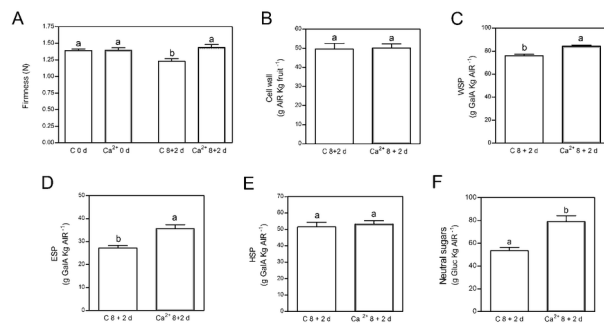 A
Firmness (N)
1.75
1.50
1.25
1.00
0.75
0.50
0.25
0.00
a
a
b
a
C 0 d
Ca²⁺ 0 d
C 8+2 d
Ca²⁺ 8+2 d
B
Cell wall
(g AIR Kg fruit⁻¹)
60
50
40
30
20
10
0
a
a
C 8+2 d
Ca²⁺ 8 + 2 d
C
WSP
(g GalA Kg AIR⁻¹)
100
80
60
40
20
0
b
a
C 8 + 2 d
Ca²⁺ 8 + 2 d
D
ESP
(g GalA Kg AIR⁻¹)
50
40
30
20
10
0
b
a
C 8 + 2 d
Ca²⁺ 8+2 d
E
HSP
(g GalA Kg AIR⁻¹)
70
60
50
40
30
20
10
0
a
a
C 8 + 2 d
Ca²⁺ 8 + 2 d
F
Neutral sugars
(g Gluc Kg AIR⁻¹)
100
80
60
40
20
0
a
b
C 8 + 2 d
Ca²⁺ 8 + 2 d